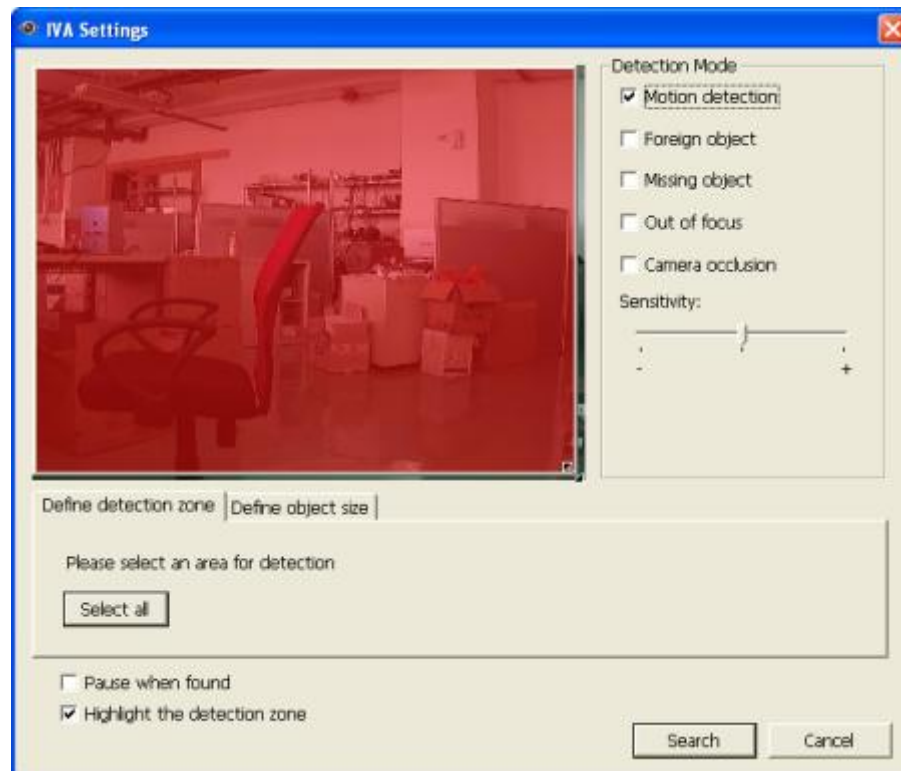 IVA Settings
Detection Mode
Motion detection
Foreign object
Missing object
Out of focus
Camera occlusion
Sensitivity:
- +
Define detection zone
Define object size
Please select an area for detection
Select all
Pause when found
Highlight the detection zone
Search
Cancel